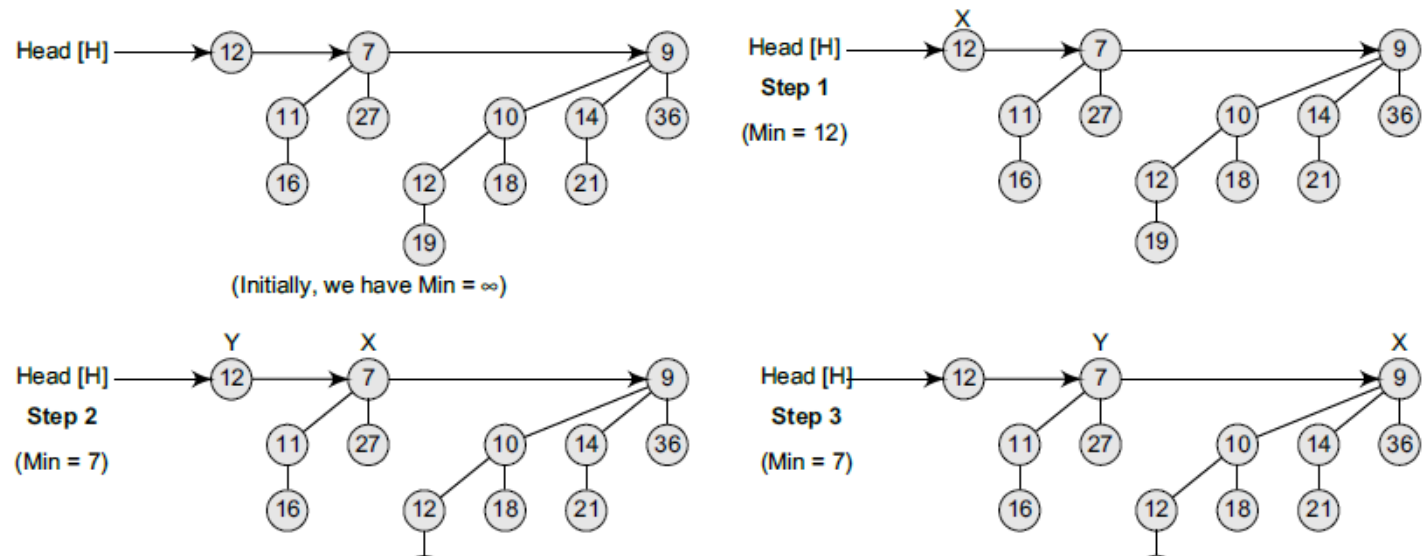 Head [H] 12 7 9
11 27 10 14 36
16 12 18 21
19
(Initially, we have Min = ∞)
X
Head [H] 12 7 9
Step 1
11 27 10 14 36
(Min = 12)
16 12 18 21
19
Y X
Head [H] 12 7 9
Step 2
11 27 10 14 36
(Min = 7)
16 12 18 21
Y X
Head [H] 12 7 9
Step 3
11 27 10 14 36
(Min = 7)
16 12 18 21